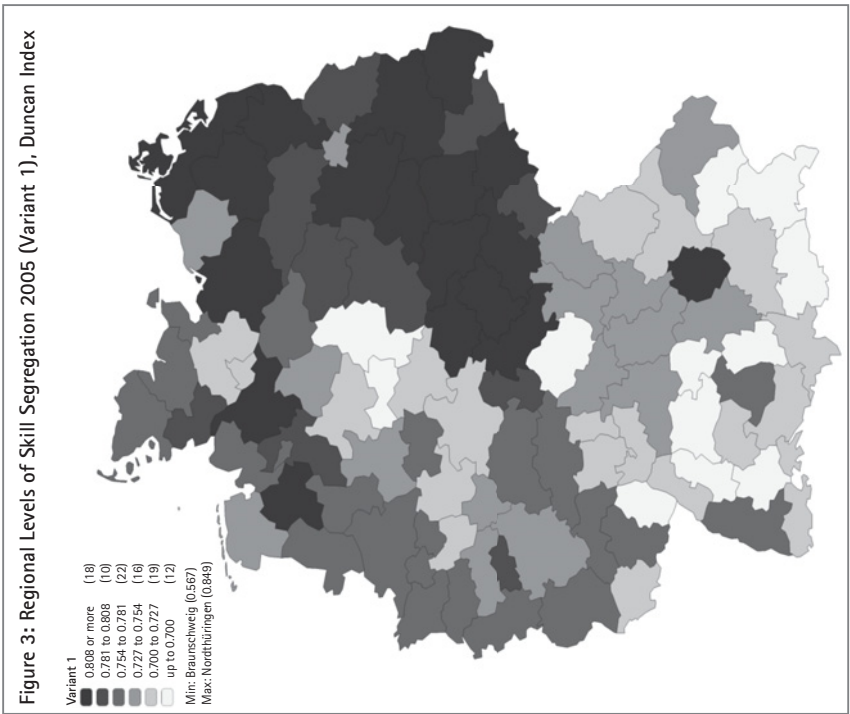 Figure 3: Regional Levels of Skill Segregation 2005 (Variant 1), Duncan Index
Variant 1
0.808 or more (18)
0.781 to 0.808 (10)
0.754 to 0.781 (22)
0.727 to 0.754 (16)
0.700 to 0.727 (19)
up to 0.700 (12)
Min: Braunschweig (0.567)
Max: Nordthüringen (0.849)